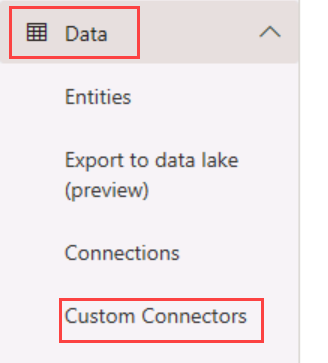 Data
Entities
Export to data lake
(preview)
Connections
Custom Connectors